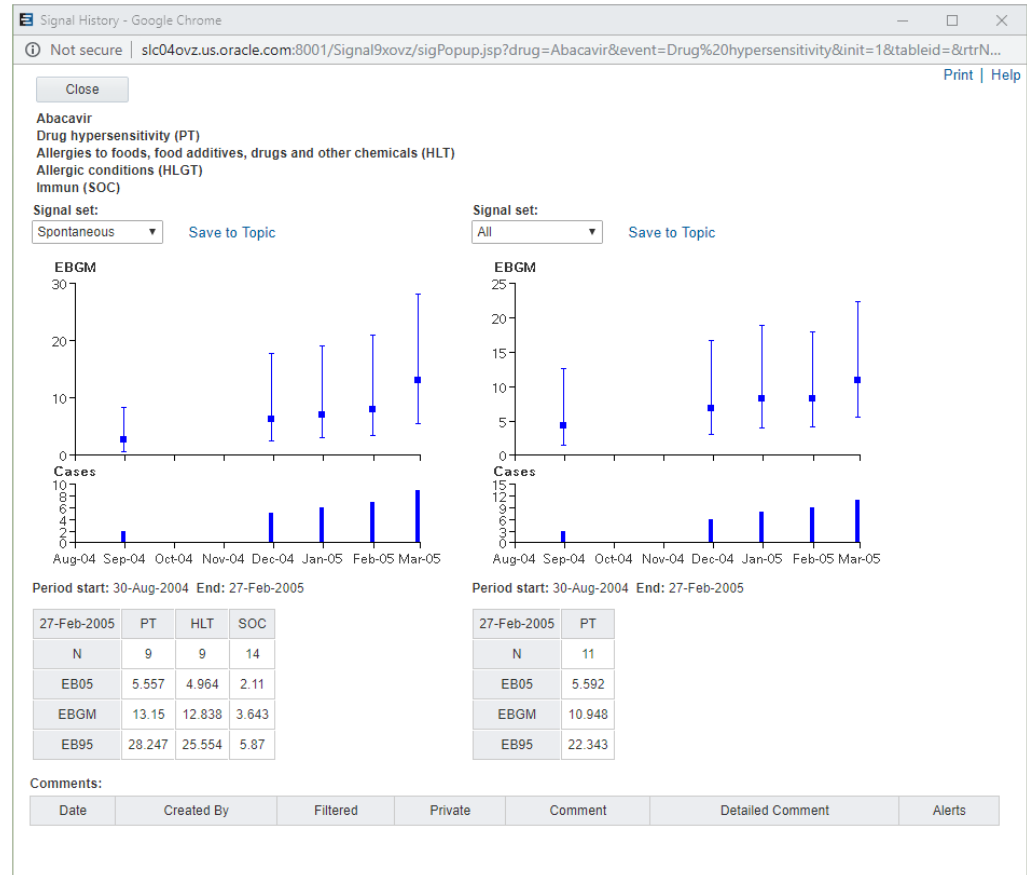 Signal History - Google Chrome
Not secure | slc04ovz.us.oracle.com:8001/Signal9xovz/sigPopup.jsp?drug=Abacavir&event=Drug%20hypersensitivity&init=1&tableid=&rtrN...
Print | Help
Close
Abacavir
Drug hypersensitivity (PT)
Allergies to foods, food additives, drugs and other chemicals (HLT)
Allergic conditions (HLGT)
Immun (SOC)
Signal set:
Spontaneous
Save to Topic
EBGM
30
20
10
0
Cases
10
8
6
4
2
0
Aug-04 Sep-04 Oct-04 Nov-04 Dec-04 Jan-05 Feb-05 Mar-05
Period start: 30-Aug-2004 End: 27-Feb-2005
27-Feb-2005 PT HLT SOC
N 9 9 14
EB05 5.557 4.964 2.11
EBGM 13.15 12.838 3.643
EB95 28.247 25.554 5.87
Signal set:
All
Save to Topic
EBGM
25
20
15
10
5
0
Cases
15
12
9
6
3
0
Aug-04 Sep-04 Oct-04 Nov-04 Dec-04 Jan-05 Feb-05 Mar-05
Period start: 30-Aug-2004 End: 27-Feb-2005
27-Feb-2005 PT
N 11
EB05 5.592
EBGM 10.948
EB95 22.343
Comments:
Date Created By Filtered Private Comment Detailed Comment Alerts